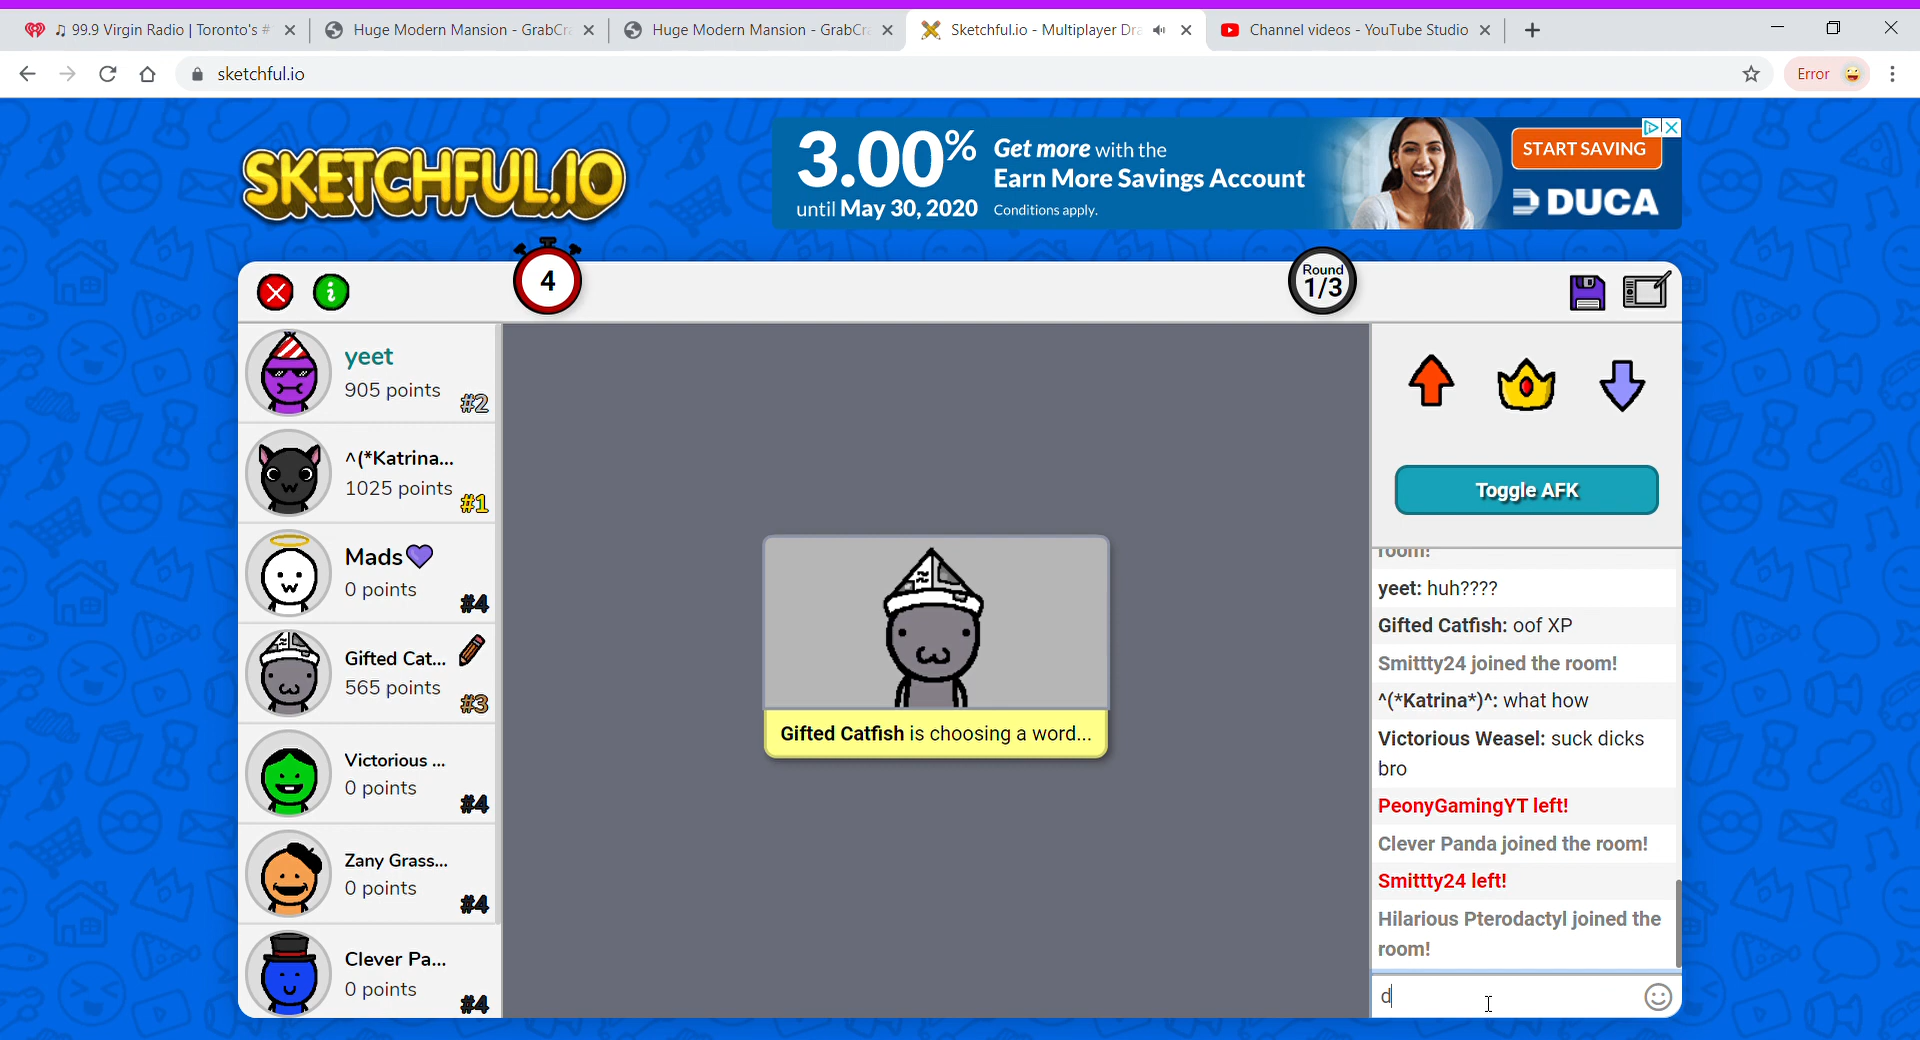 ♫ 99.9 Virgin Radio | Toronto's #
Huge Modern Mansion - GrabCra
Huge Modern Mansion - GrabCra
Sketchful.io - Multiplayer Dra
Channel videos - YouTube Studio
sketchful.io
Error
SKETCHFUL.IO
3.00%
until May 30, 2020
Get more with the
Earn More Savings Account
Conditions apply.
START SAVING
DUCA
4
Round
1/3
yeet
905 points
#2
^(*Katrina...
1025 points
#1
Mads💜
0 points
#4
Gifted Cat...
565 points
#3
Victorious ...
0 points
#4
Zany Grass...
0 points
#4
Clever Pa...
0 points
#4
Gifted Catfish is choosing a word...
Toggle AFK
room!
yeet: huh????
Gifted Catfish: oof XP
Smittty24 joined the room!
^(*Katrina*)^: what how
Victorious Weasel: suck dicks
bro
PeonyGamingYT left!
Clever Panda joined the room!
Smittty24 left!
Hilarious Pterodactyl joined the
room!
d